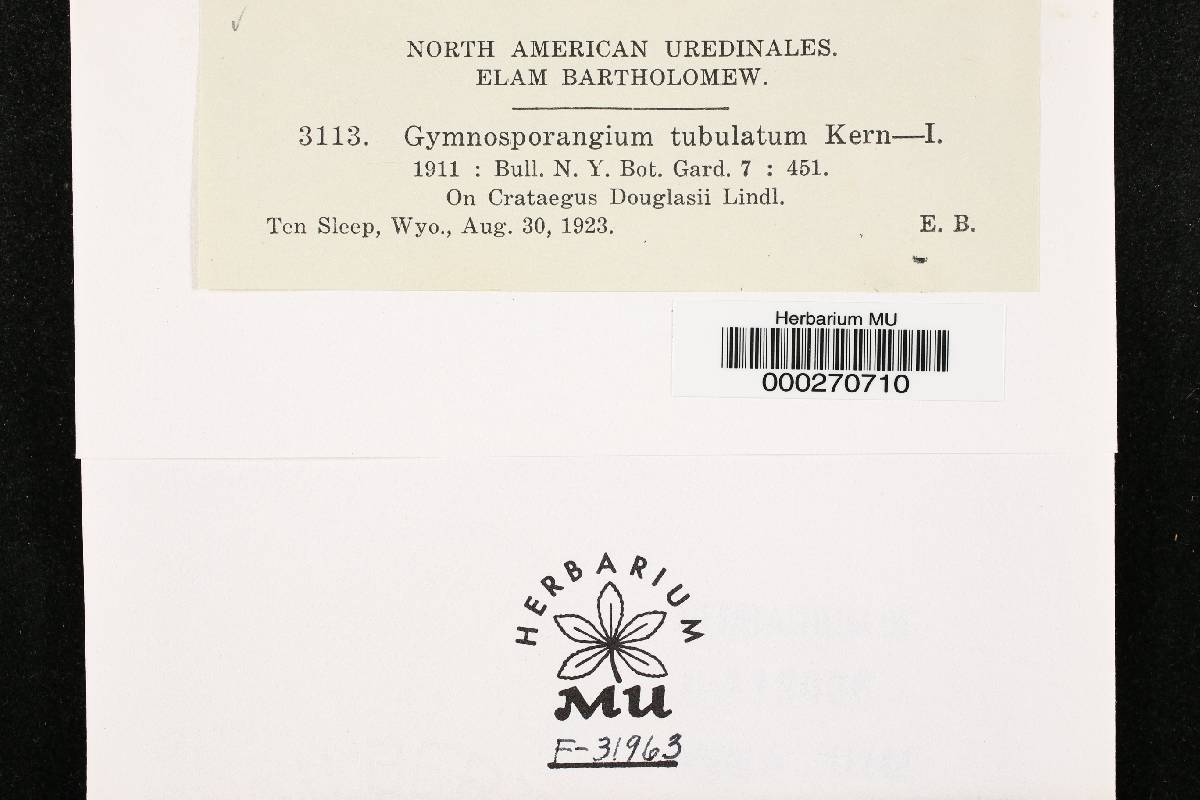 NORTH AMERICAN UREDINALES.
ELAM BARTHOLOMEW.
3113. Gymnosporangium tubulatum Kern—I.
1911 : Bull. N. Y. Bot. Gard. 7 : 451.
On Crataegus Douglasii Lindl.
Ten Sleep, Wyo., Aug. 30, 1923. E. B.
Herbarium MU
000270710
HERBARIUM
MU
F-31963